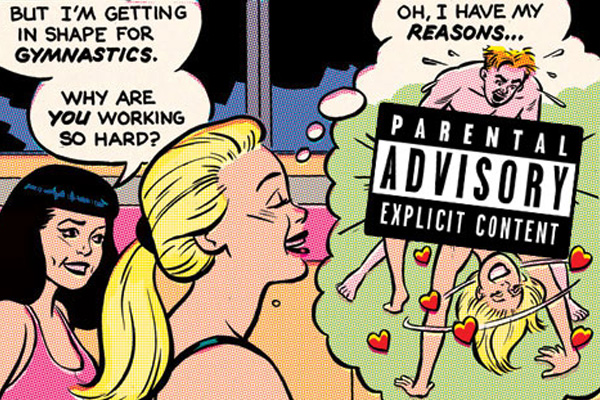 BUT I'M GETTING
IN SHAPE FOR
GYMNASTICS.
WHY ARE
YOU WORKING
SO HARD?
OH, I HAVE MY
REASONS...
PARENTAL
ADVISORY
EXPLICIT CONTENT